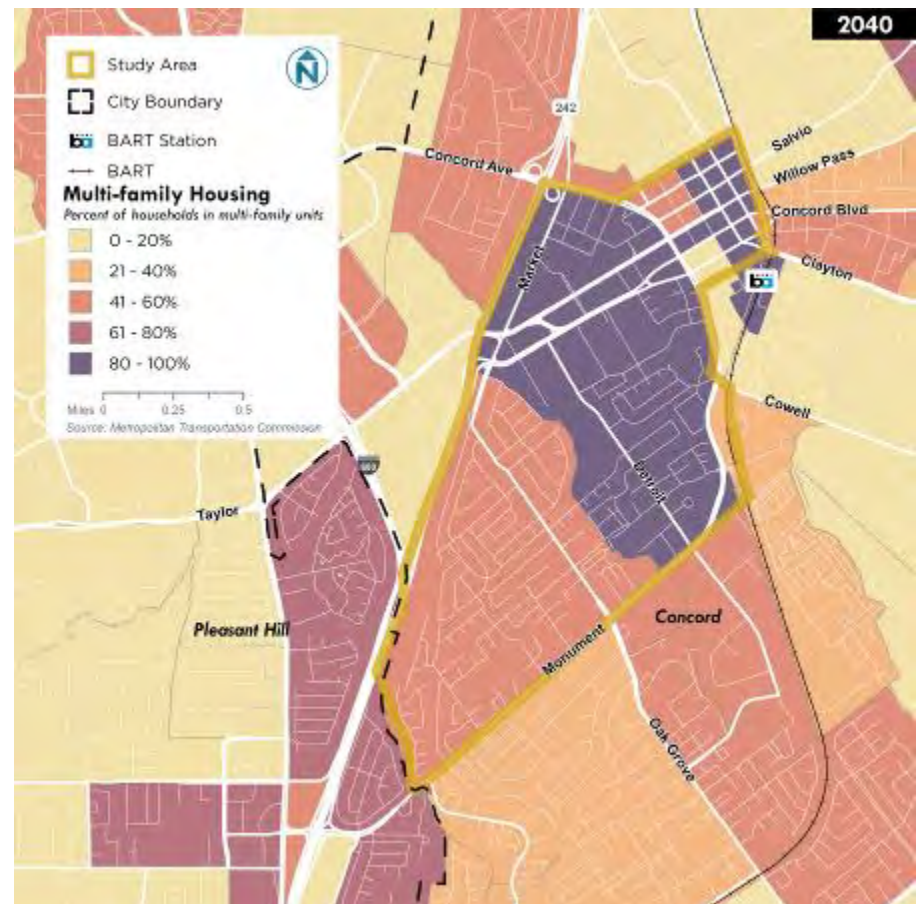 2040
Study Area
N
City Boundary
BART Station
BART
Multi-family Housing
Percent of households in multi-family units
0 - 20%
21 - 40%
41 - 60%
61 - 80%
80 - 100%
Miles 0 0.25 0.5
Source: Metropolitan Transportation Commission
242
Concord Ave
Salvio
Willow Pass
Concord Blvd
Clayton
ba
Market
Cowell
Detroit
Taylor
Pleasant Hill
Concord
Monument
Oak Grove